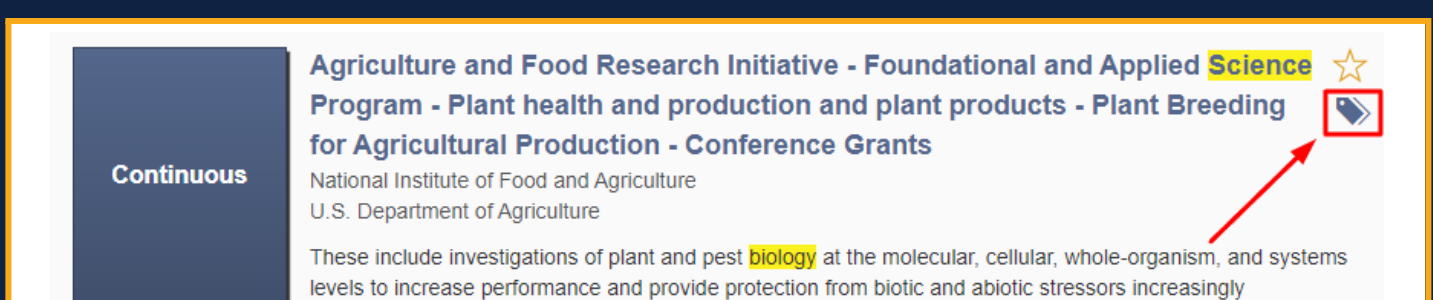 Continuous
Agriculture and Food Research Initiative - Foundational and Applied Science
Program - Plant health and production and plant products - Plant Breeding
for Agricultural Production - Conference Grants
National Institute of Food and Agriculture
U.S. Department of Agriculture
These include investigations of plant and pest biology at the molecular, cellular, whole-organism, and systems
levels to increase performance and provide protection from biotic and abiotic stressors increasingly